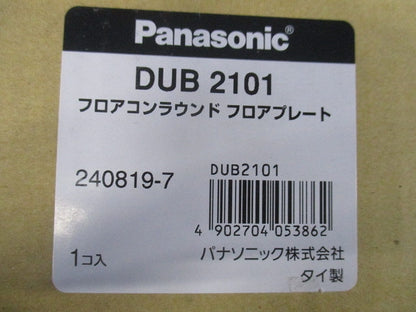 Panasonic®
DUB 2101
フロアコンラウンド フロアプレート
240819-7
DUB2101
4 902704 053862
1コ入
パナソニック株式会社
タイ製